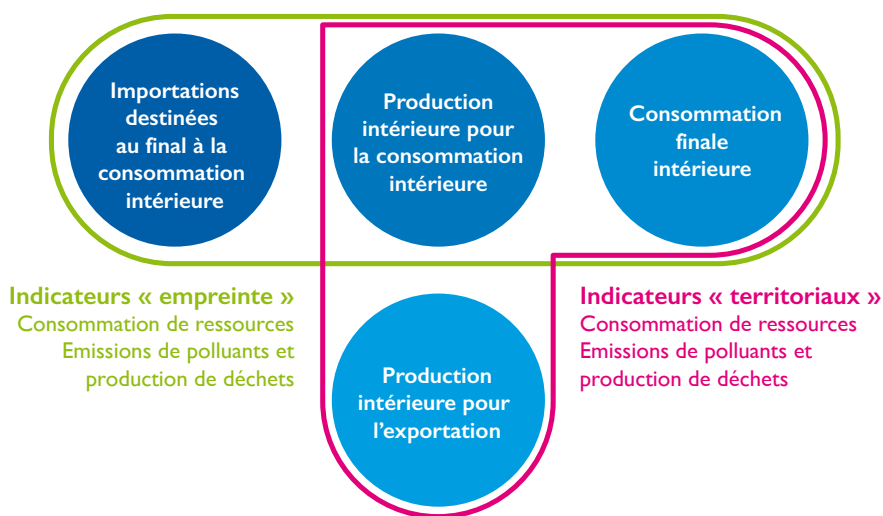 Importations
destinées
au final à la
consommation
intérieure
Production
intérieure pour
la consommation
intérieure
Consommation
finale
intérieure
Indicateurs « empreinte »
Consommation de ressources
Emissions de polluants et
production de déchets
Indicateurs « territoriaux »
Consommation de ressources
Emissions de polluants et
production de déchets
Production
intérieure pour
l’exportation